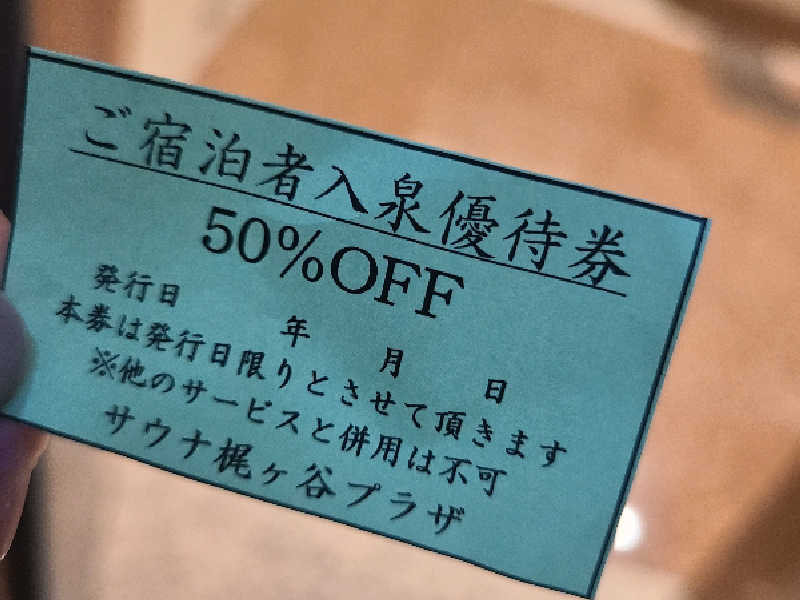 ご宿泊者入泉優待券
50%OFF
発行日　　年　　月　　日
本券は発行日限りとさせて頂きます
※他のサービスと併用は不可
サウナ梶ヶ谷プラザ